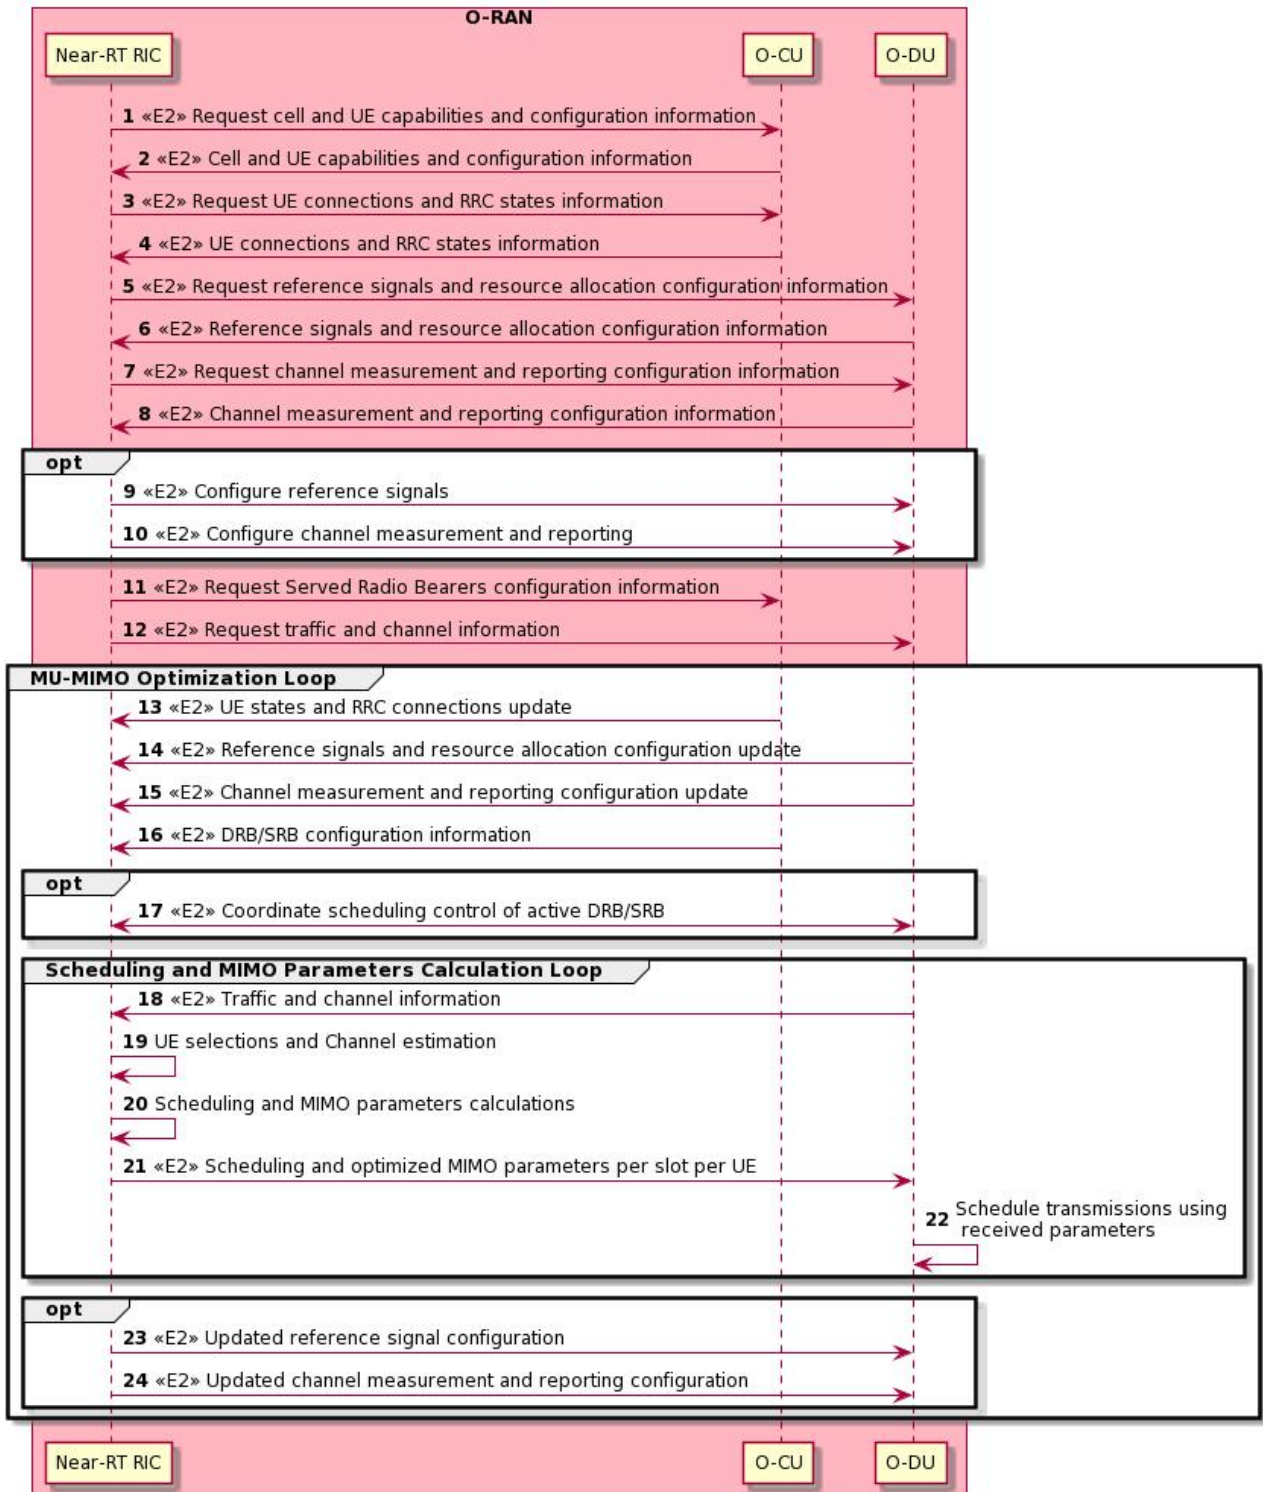 O-RAN
Near-RT RIC
O-CU
O-DU
1 «E2» Request cell and UE capabilities and configuration information
2 «E2» Cell and UE capabilities and configuration information
3 «E2» Request UE connections and RRC states information
4 «E2» UE connections and RRC states information
5 «E2» Request reference signals and resource allocation configuration information
6 «E2» Reference signals and resource allocation configuration information
7 «E2» Request channel measurement and reporting configuration information
8 «E2» Channel measurement and reporting configuration information
opt
9 «E2» Configure reference signals
10 «E2» Configure channel measurement and reporting
11 «E2» Request Served Radio Bearers configuration information
12 «E2» Request traffic and channel information
MU-MIMO Optimization Loop
13 «E2» UE states and RRC connections update
14 «E2» Reference signals and resource allocation configuration update
15 «E2» Channel measurement and reporting configuration update
16 «E2» DRB/SRB configuration information
opt
17 «E2» Coordinate scheduling control of active DRB/SRB
Scheduling and MIMO Parameters Calculation Loop
18 «E2» Traffic and channel information
19 UE selections and Channel estimation
20 Scheduling and MIMO parameters calculations
21 «E2» Scheduling and optimized MIMO parameters per slot per UE
22 Schedule transmissions using
received parameters
opt
23 «E2» Updated reference signal configuration
24 «E2» Updated channel measurement and reporting configuration
Near-RT RIC
O-CU
O-DU